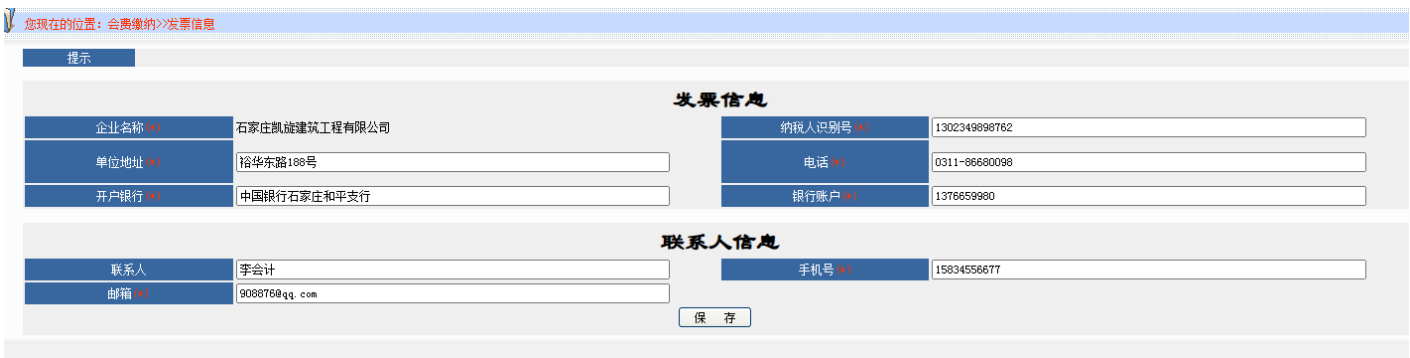 您现在的位置：会费缴纳>>发票信息
提示
发票信息
企业名称(*) 石家庄凯旋建筑工程有限公司 纳税人识别号(*) 1302349898762
单位地址(*) 裕华东路188号 电话(*) 0311-86680098
开户银行(*) 中国银行石家庄和平支行 银行账户(*) 1376659980
联系人信息
联系人 李会计 手机号(*) 15834556677
邮箱(*) 908876@qq.com
保 存